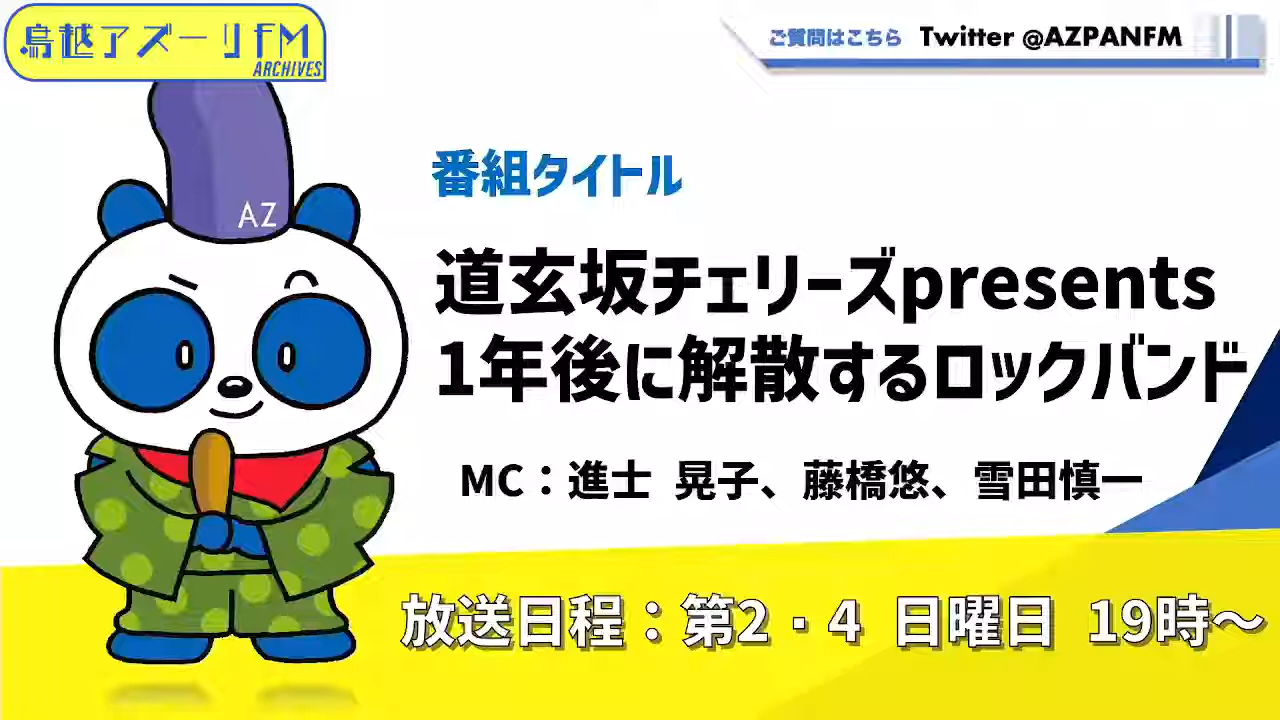 鳥越アズーリFM
ARCHIVES
ご質問はこちら Twitter @AZPANFM
AZ
番組タイトル
道玄坂チェリーズpresents
1年後に解散するロックバンド
MC：進士 晃子、藤橋悠、雪田慎一
放送日程：第2・4 日曜日 19時～